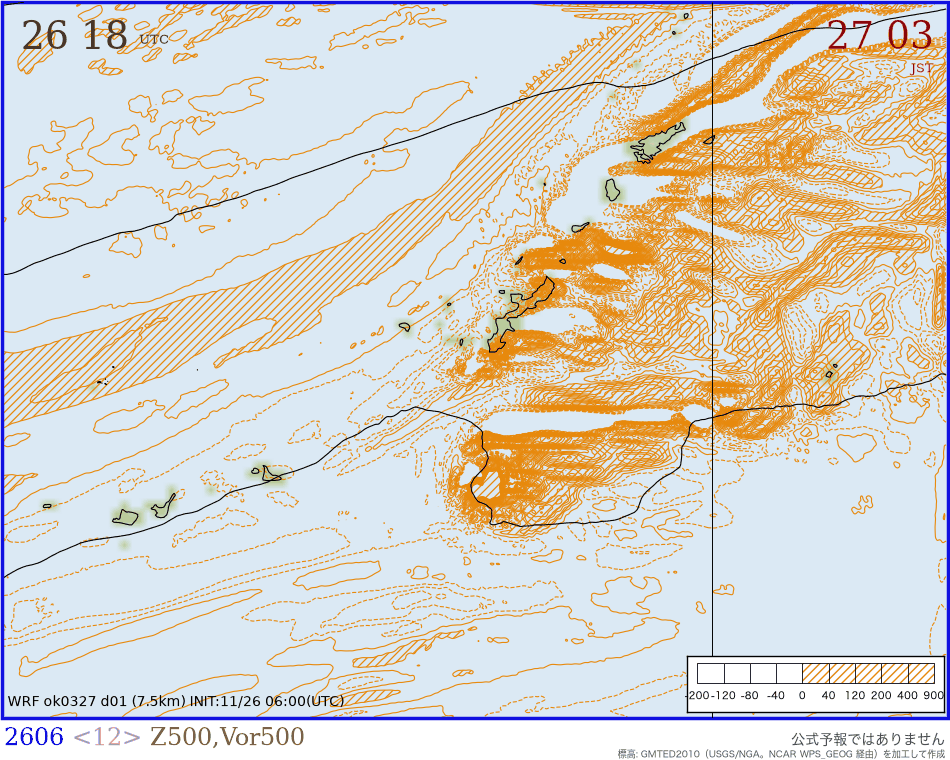 26 18 UTC
27 03
JST
-200 -120 -80 -40 0 40 120 200 400 900
WRF ok0327 d01 (7.5km) INIT:11/26 06:00(UTC)
2606 <12> Z500,Vor500
公式予報ではありません
標高: GMTED2010（USGS/NGA。NCAR WPS_GEOG 経由）を加工して作成